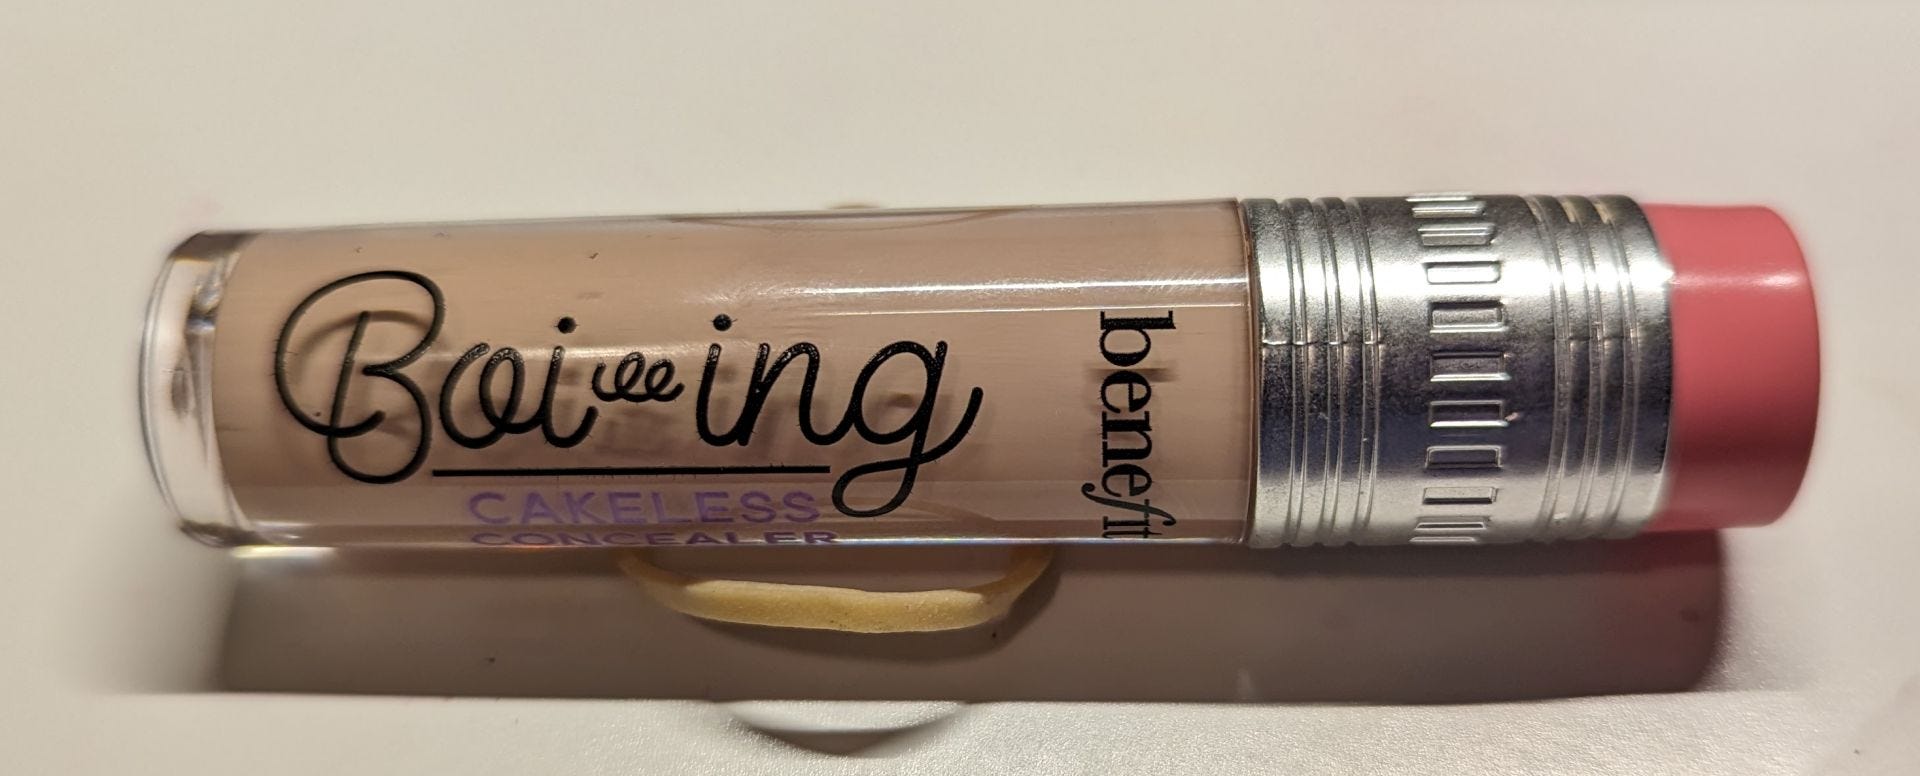 Boi-ing
CAKELESS
CONCEALER
benefit